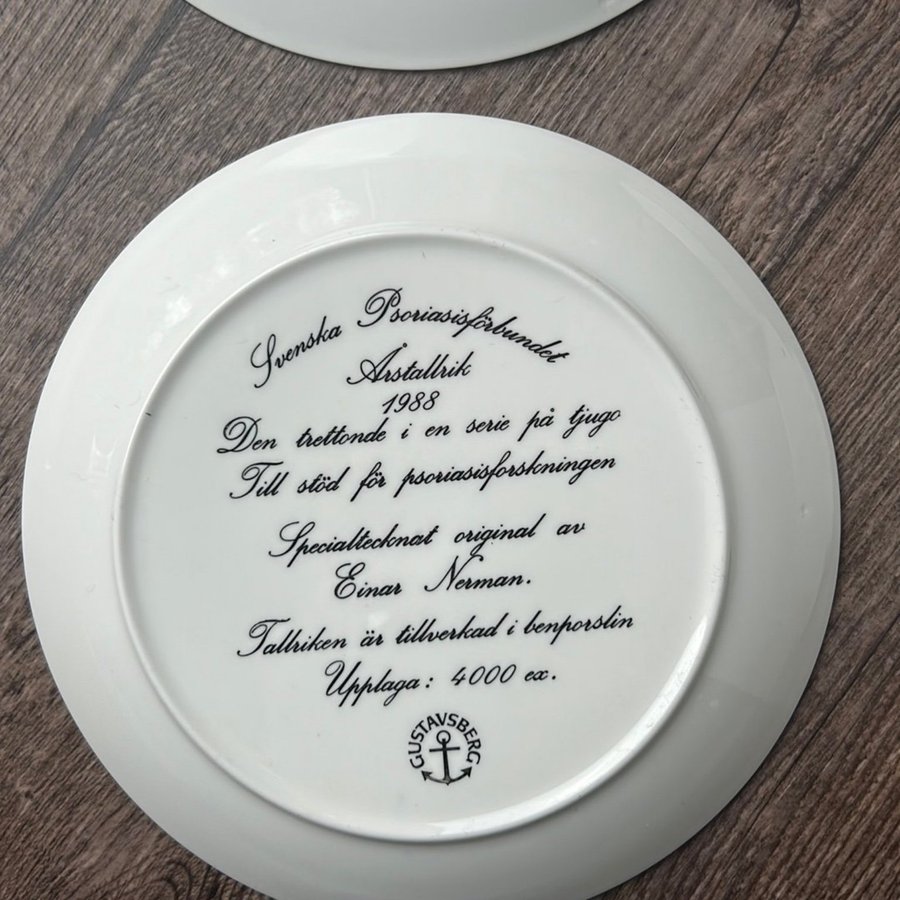 Svenska Psoriasisförbundet
Årstallrik
1988
Den trettonde i en serie på tjugo
Till stöd för psoriasisforskningen
Specialtecknat original av
Einar Nerman.
Tallriken är tillverkad i benporslin
Upplaga: 4000 ex.
GUSTAVSBERG